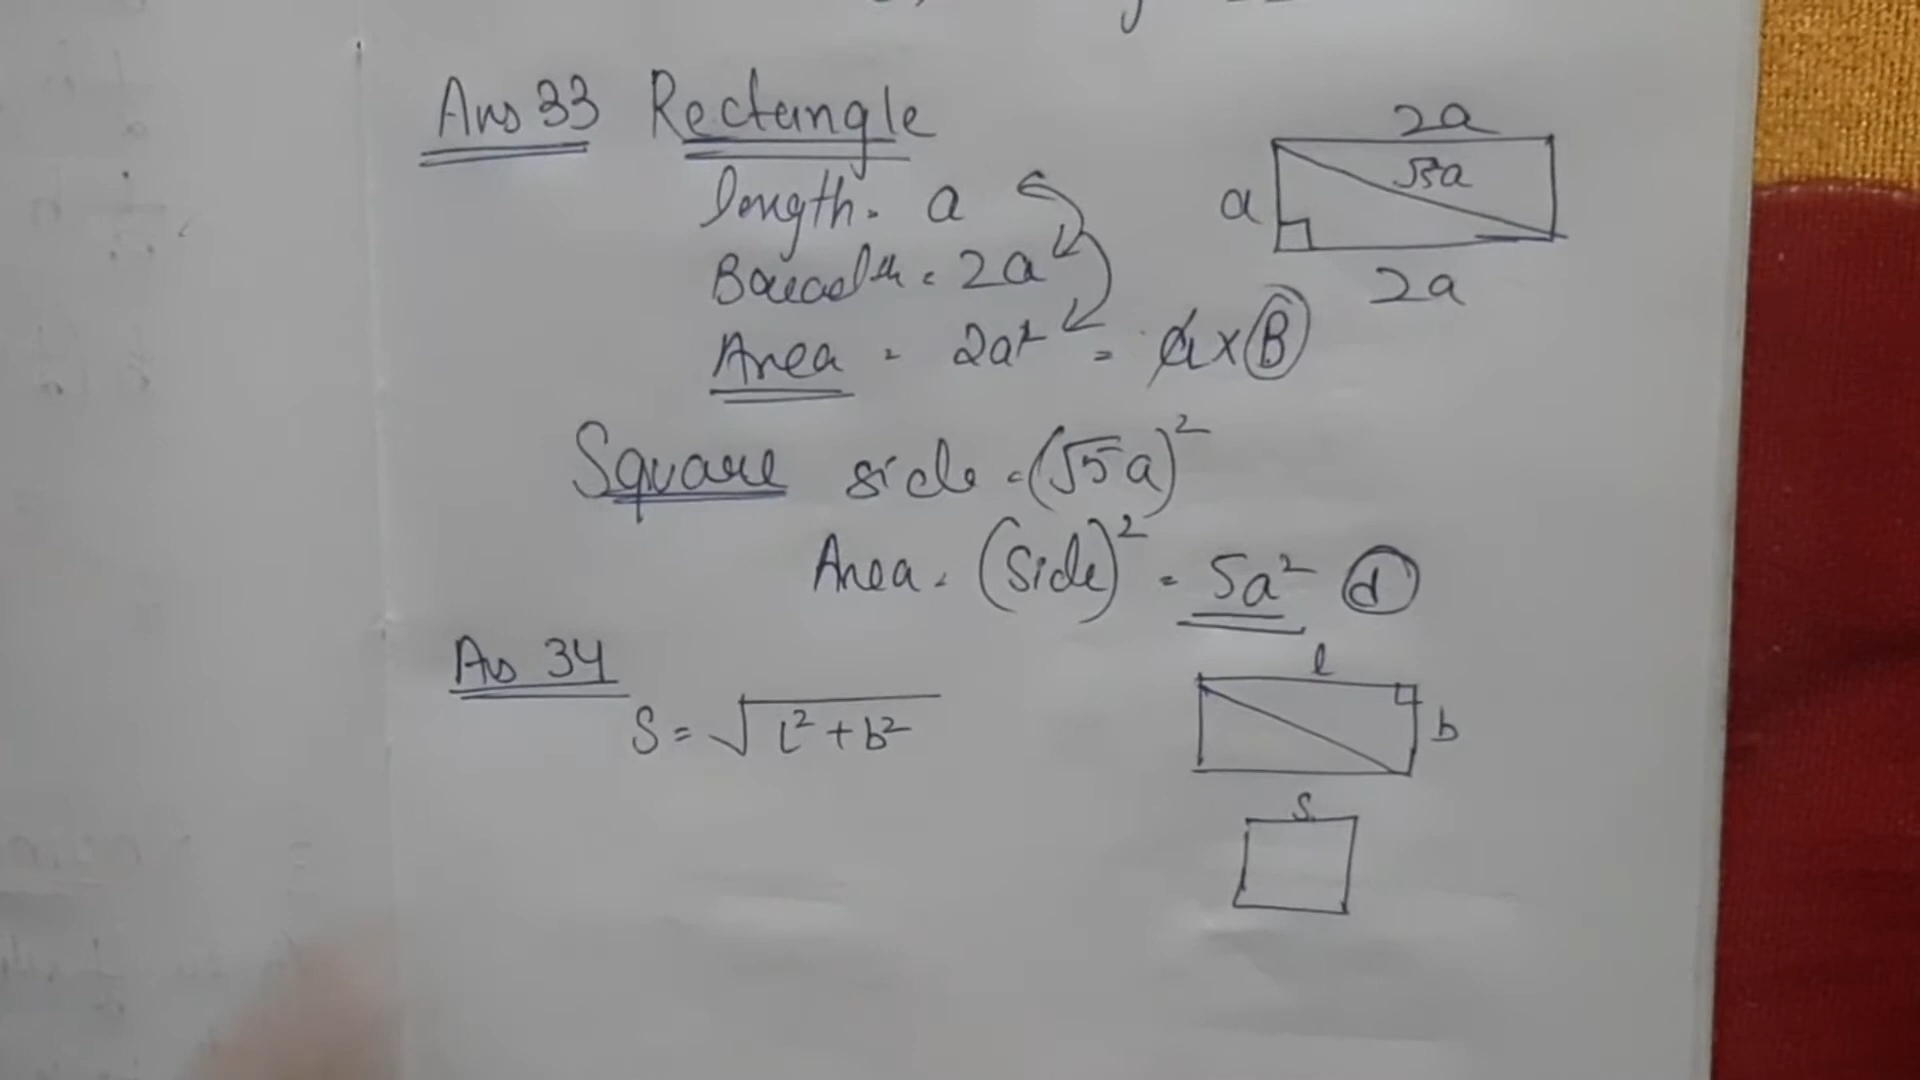 Ans 33 Rectangle
length = a
Breadth = 2a
Area = 2a² = a × B
2a
√5a
a
2a
Square side = (√5a)²
Area = (Side)² = 5a² d
Ans 34
S = √l² + b²
l
b
S